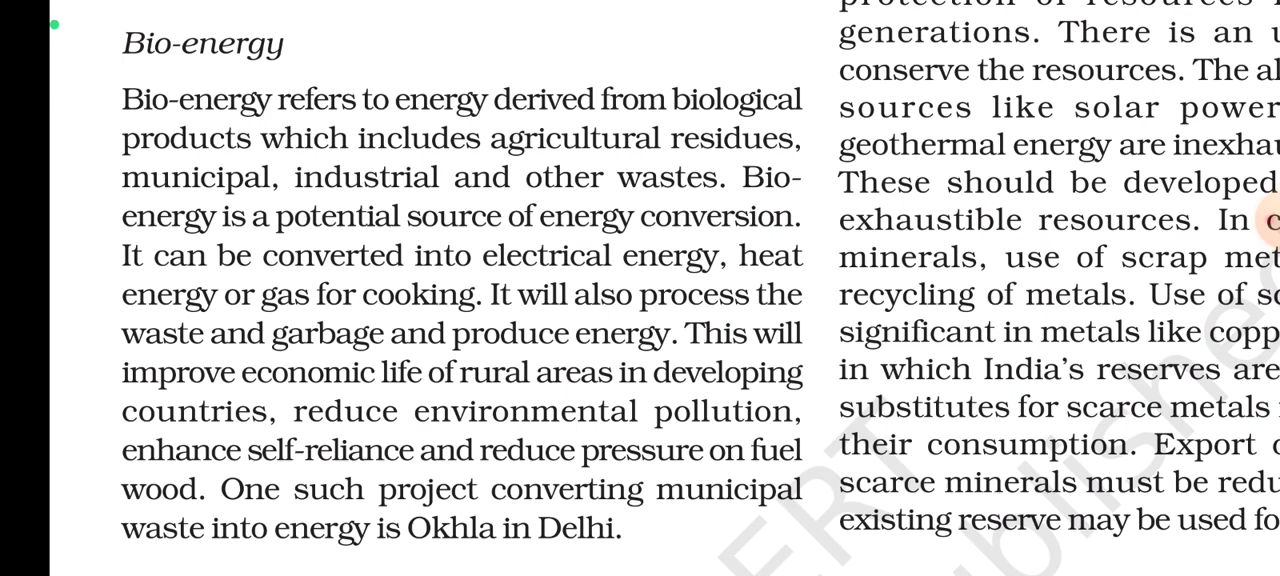 Bio-energy
Bio-energy refers to energy derived from biological
products which includes agricultural residues,
municipal, industrial and other wastes. Bio-
energy is a potential source of energy conversion.
It can be converted into electrical energy, heat
energy or gas for cooking. It will also process the
waste and garbage and produce energy. This will
improve economic life of rural areas in developing
countries, reduce environmental pollution,
enhance self-reliance and reduce pressure on fuel
wood. One such project converting municipal
waste into energy is Okhla in Delhi.
protection of resources
generations. There is an
conserve the resources. The
sources like solar power
geothermal energy are
These should be developed
exhaustible resources. In
minerals, use of scrap
recycling of metals. Use of
significant in metals like
in which India's reserves are
substitutes for scarce metals
their consumption. Export
scarce minerals must be
existing reserve may be used